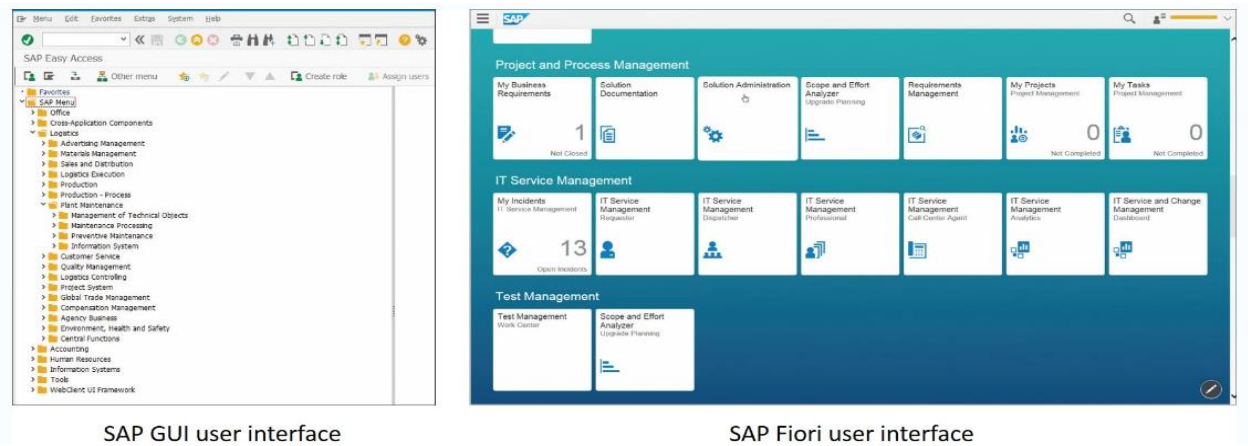 Menu Edit Favorites Extras System Help
SAP Easy Access
Other menu Create role Assign users
Favorites
SAP Menu
Office
Cross-Application Components
Logistics
Advertising Management
Materials Management
Sales and Distribution
Logistics Execution
Production
Production - Process
Plant Maintenance
Management of Technical Objects
Maintenance Processing
Preventive Maintenance
Information System
Customer Service
Quality Management
Logistics Controlling
Project System
Global Trade Management
Compensation Management
Agency Business
Environment, Health and Safety
Central Functions
Accounting
Human Resources
Information Systems
Tools
WebClient UI Framework
SAP GUI user interface
SAP
Project and Process Management
My Business
Requirements
1
Not Closed
Solution
Documentation
Solution Administration
Scope and Effort
Analyzer
Upgrade Planning
Requirements
Management
My Projects
Project Management
0
Not Completed
My Tasks
Project Management
0
Not Completed
IT Service Management
My Incidents
IT Service Management
13
Open Incidents
IT Service
Management
Requester
IT Service
Management
Dispatcher
IT Service
Management
Professional
IT Service
Management
Call Center Agent
IT Service
Management
Analytics
IT Service and Change
Management
Dashboard
Test Management
Test Management
Work Center
Scope and Effort
Analyzer
Upgrade Planning
SAP Fiori user interface